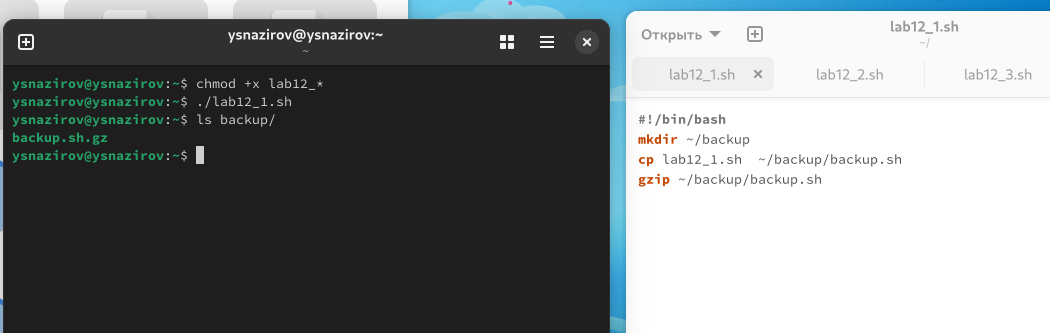 ysnazirov@ysnazirov:~
~
ysnazirov@ysnazirov:~$ chmod +x lab12_*
ysnazirov@ysnazirov:~$ ./lab12_1.sh
ysnazirov@ysnazirov:~$ ls backup/
backup.sh.gz
ysnazirov@ysnazirov:~$
Открыть
lab12_1.sh
~/
lab12_1.sh
lab12_2.sh
lab12_3.sh
#!/bin/bash
mkdir ~/backup
cp lab12_1.sh  ~/backup/backup.sh
gzip ~/backup/backup.sh